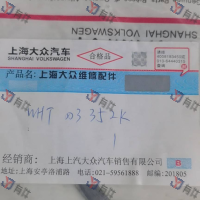 SHANGHAI VOLKSWAGEN
上海大众汽车
SHANGHAI VOLKSWAGEN
合格品
产品名: 上海大众维修配件
WHT 003 352K
1
经销商: 上海上汽大众汽车销售有限公司
上海安亭洛浦路 电话-021-59561888 邮编:201805